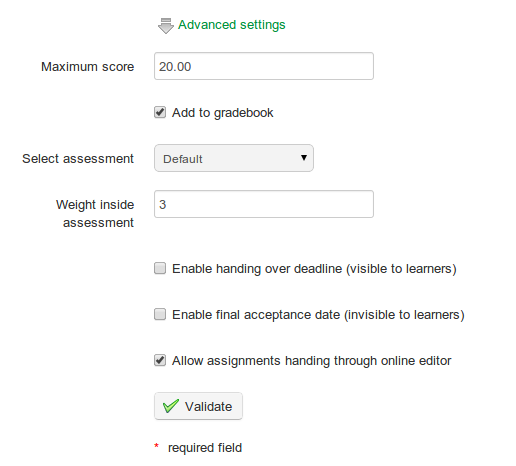 Advanced settings
Maximum score 20.00
Add to gradebook
Select assessment Default
Weight inside assessment 3
Enable handing over deadline (visible to learners)
Enable final acceptance date (invisible to learners)
Allow assignments handing through online editor
Validate
* required field